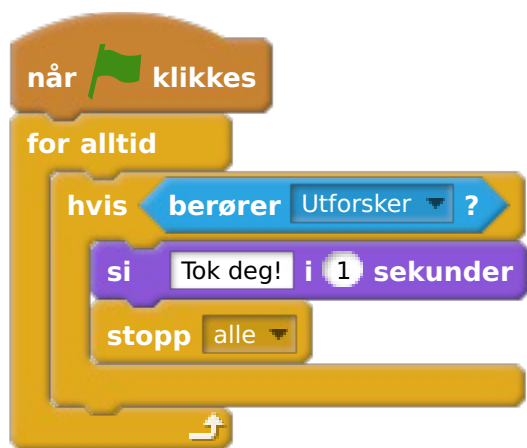 når klikkes
for alltid
hvis berører Utforsker ?
si Tok deg! i 1 sekunder
stopp alle